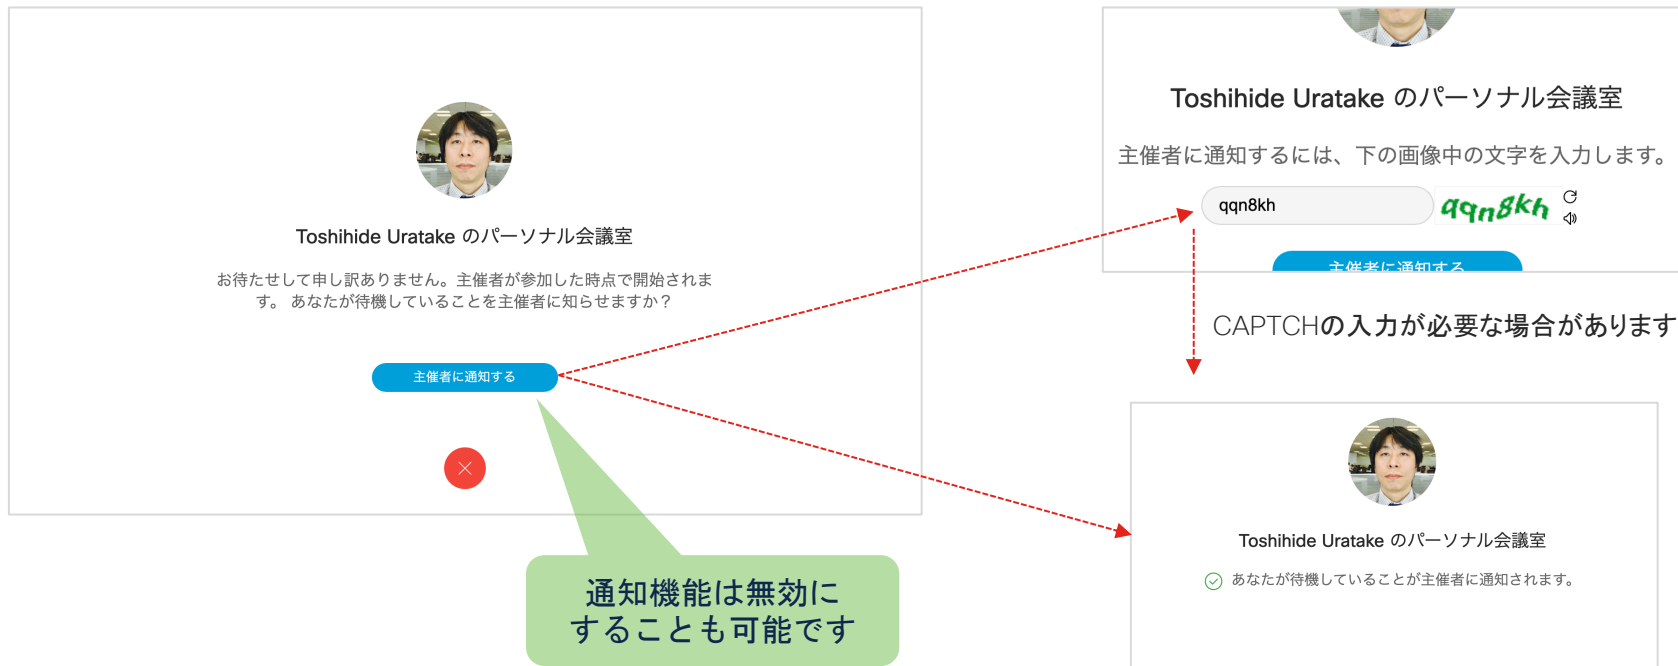 Toshihide Uratake のパーソナル会議室
お待たせして申し訳ありません。主催者が参加した時点で開始されま
す。 あなたが待機していることを主催者に知らせますか？
主催者に通知する
通知機能は無効に
することも可能です
Toshihide Uratake のパーソナル会議室
主催者に通知するには、下の画像中の文字を入力します。
qqn8kh
qqn8kh
主催者に通知する
CAPTCHの入力が必要な場合があります
Toshihide Uratake のパーソナル会議室
あなたが待機していることが主催者に通知されます。